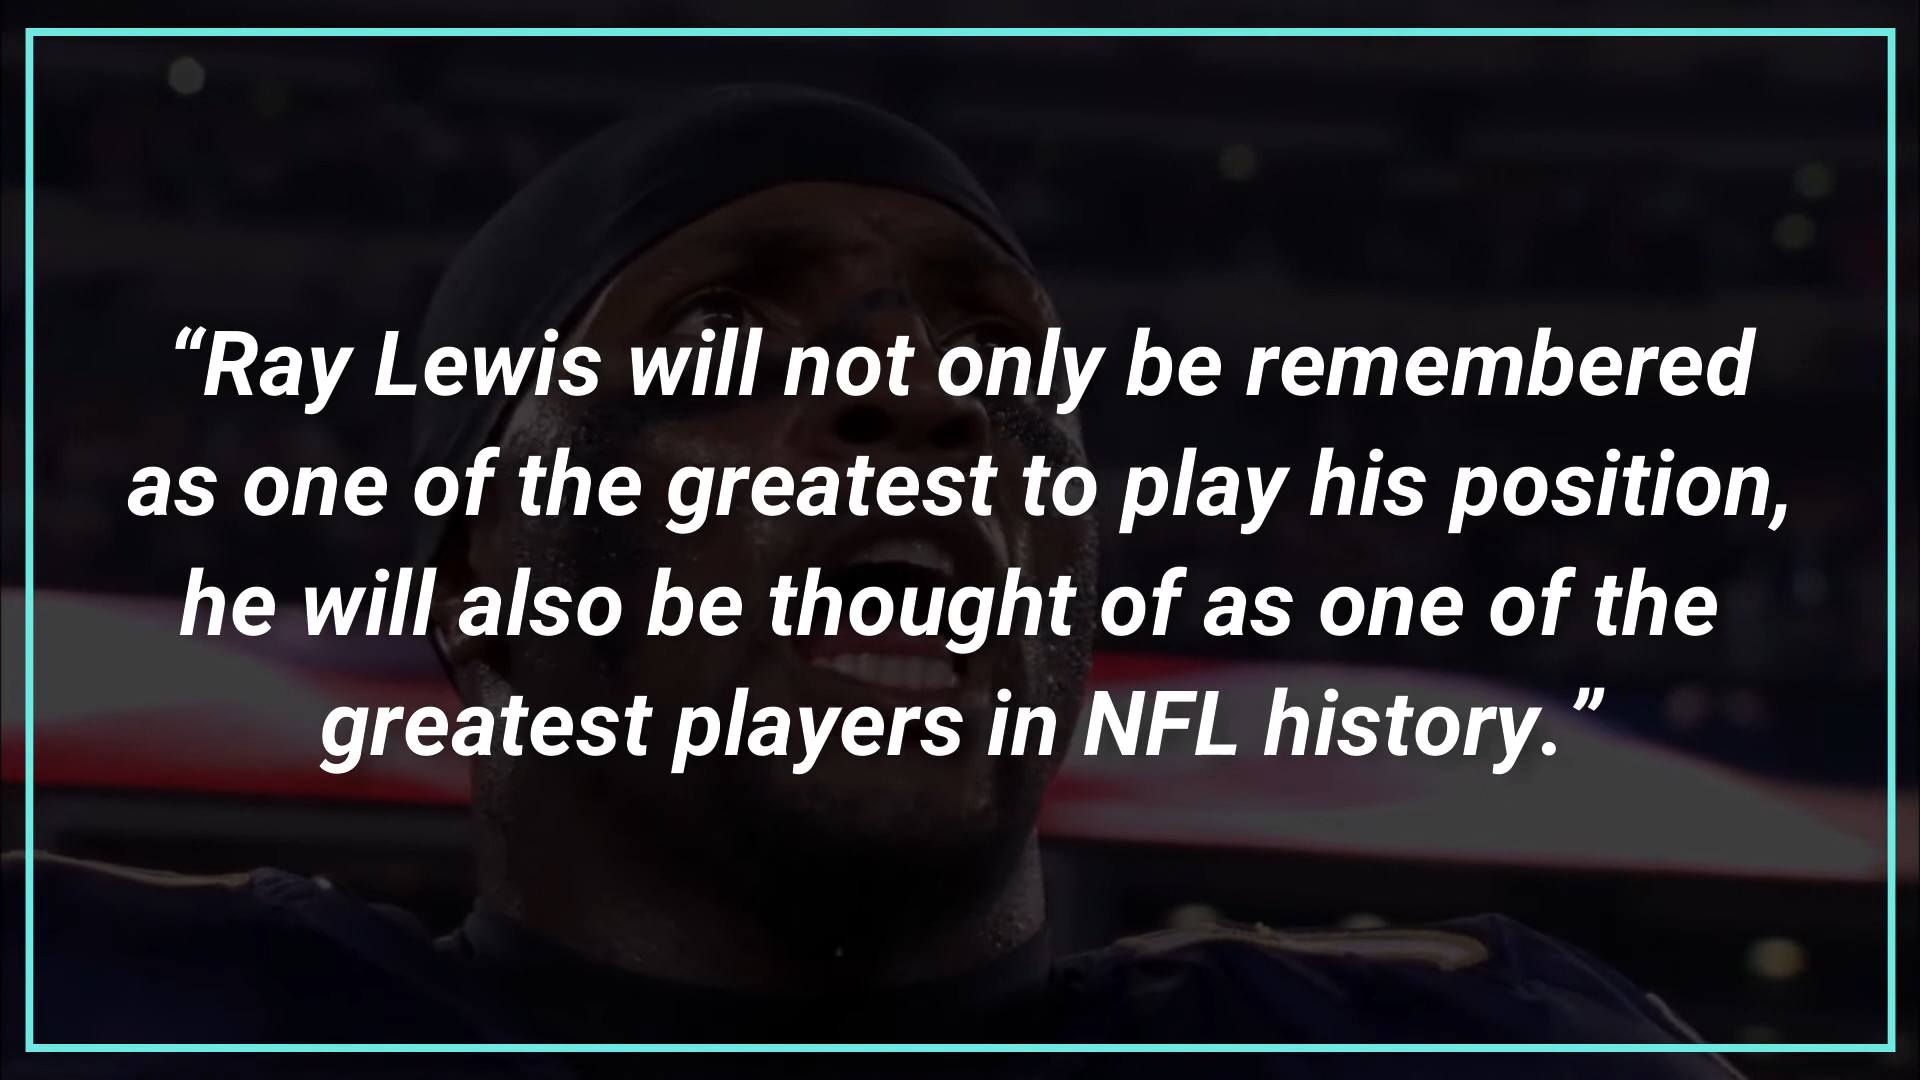 “Ray Lewis will not only be remembered
as one of the greatest to play his position,
he will also be thought of as one of the
greatest players in NFL history.”